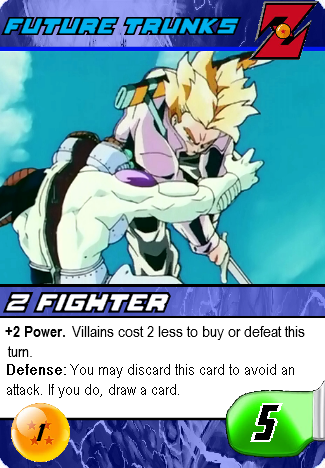 FUTURE TRUNKS
Z
Z FIGHTER
+2 Power. Villains cost 2 less to buy or defeat this
turn.
Defense: You may discard this card to avoid an
attack. If you do, draw a card.
1
5